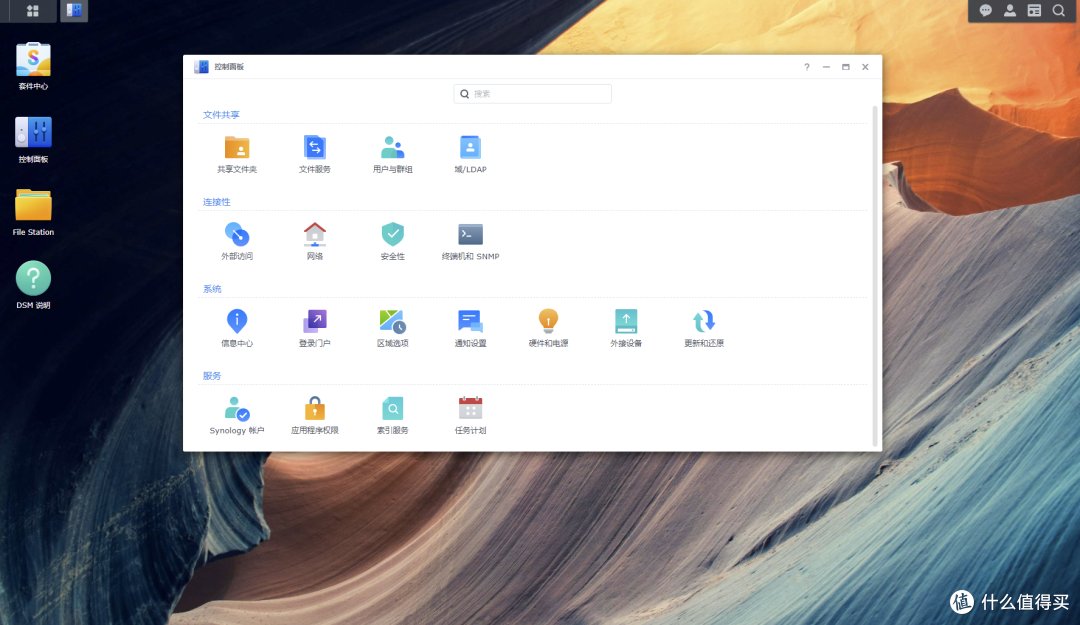 控制面板
搜索
套件中心
控制面板
File Station
DSM 说明
文件共享
共享文件夹
文件服务
用户与群组
域/LDAP
连接性
外部访问
网络
安全性
终端机和 SNMP
系统
信息中心
登录门户
区域选项
通知设置
硬件和电源
外接设备
更新和还原
服务
Synology 帐户
应用程序权限
索引服务
任务计划
值 什么值得买